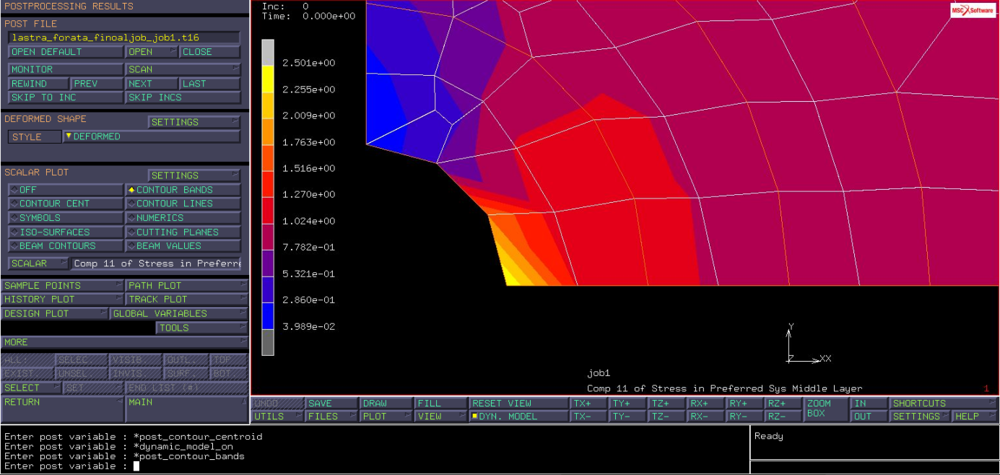 POSTPROCESSING RESULTS
POST FILE
lastra_forata_finoaljob_job1.t16
OPEN DEFAULT OPEN CLOSE
MONITOR SCAN
REWIND PREV NEXT LAST
SKIP TO INC SKIP INCS
DEFORMED SHAPE SETTINGS
STYLE DEFORMED
SCALAR PLOT SETTINGS
OFF CONTOUR BANDS
CONTOUR CENT CONTOUR LINES
SYMBOLS NUMERICS
ISO-SURFACES CUTTING PLANES
BEAM CONTOURS BEAM VALUES
SCALAR Comp 11 of Stress in Preferre
SAMPLE POINTS PATH PLOT
HISTORY PLOT TRACK PLOT
DESIGN PLOT GLOBAL VARIABLES
TOOLS
MORE
ALL: SELEC. VISIB. OUTL. TOP
EXIST. UNSEL. INVIS. SURF. BOT.
SELECT SET END LIST (#)
RETURN MAIN
Inc: 0
Time: 0.000e+00
MSC Software
2.501e+00
2.255e+00
2.009e+00
1.763e+00
1.516e+00
1.270e+00
1.024e+00
7.782e-01
5.321e-01
2.860e-01
3.989e-02
Y
Z XX
job1
Comp 11 of Stress in Preferred Sys Middle Layer 1
UNDO SAVE DRAW FILL RESET VIEW TX+ TY+ TZ+ RX+ RY+ RZ+ ZOOM BOX IN SHORTCUTS
UTILS FILES PLOT VIEW DYN. MODEL TX- TY- TZ- RX- RY- RZ- OUT SETTINGS HELP
Enter post variable : *post_contour_centroid
Enter post variable : *dynamic_model_on
Enter post variable : *post_contour_bands
Enter post variable :
Ready